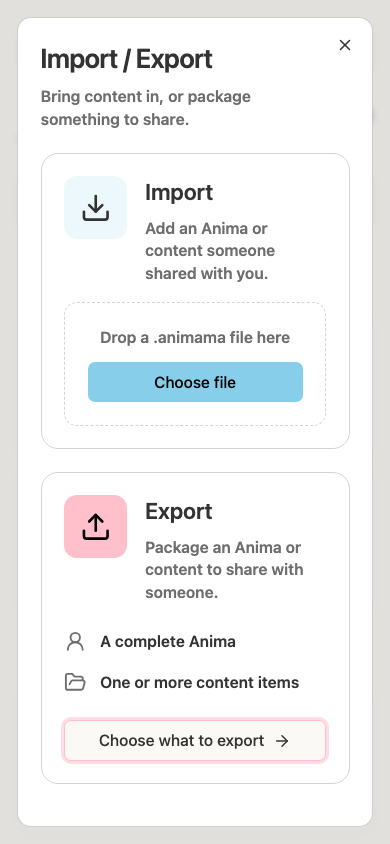 Import / Export
Bring content in, or package
something to share.
Import
Add an Anima or
content someone
shared with you.
Drop a .animama file here
Choose file
Export
Package an Anima or
content to share with
someone.
A complete Anima
One or more content items
Choose what to export →